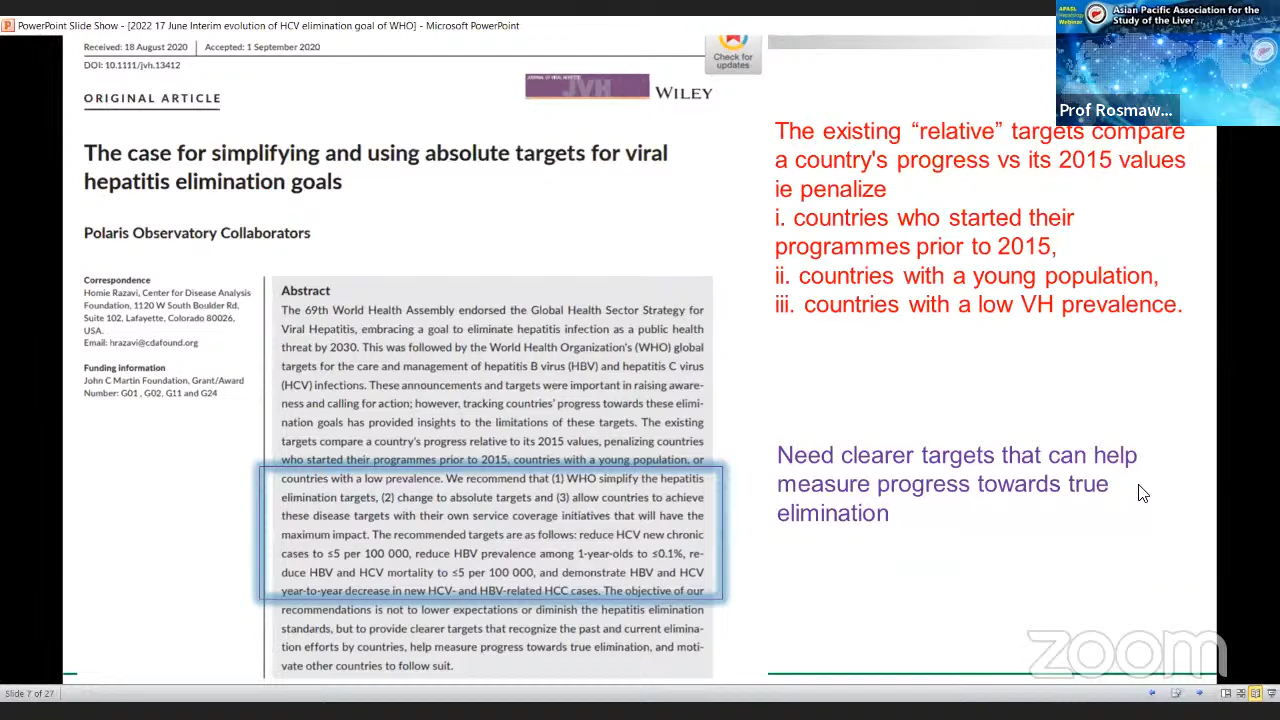 PowerPoint Slide Show - [2022 17 June Interim evolution of HCV elimination goal of WHO] - Microsoft PowerPoint
APASL
Hepatology
Webinar
Asian Pacific Association for the
Study of the Liver
Prof Rosmaw...
Received: 18 August 2020 | Accepted: 1 September 2020
DOI: 10.1111/jvh.13412
Check for
updates
ORIGINAL ARTICLE
JOURNAL OF VIRAL HEPATITIS
JVH
WILEY
The case for simplifying and using absolute targets for viral
hepatitis elimination goals
Polaris Observatory Collaborators
Correspondence
Homie Razavi, Center for Disease Analysis
Foundation, 1120 W South Boulder Rd,
Suite 102, Lafayette, Colorado 80026,
USA.
Email: hrazavi@cdafound.org
Funding information
John C Martin Foundation, Grant/Award
Number: G01 , G02, G11 and G24
Abstract
The 69th World Health Assembly endorsed the Global Health Sector Strategy for
Viral Hepatitis, embracing a goal to eliminate hepatitis infection as a public health
threat by 2030. This was followed by the World Health Organization's (WHO) global
targets for the care and management of hepatitis B virus (HBV) and hepatitis C virus
(HCV) infections. These announcements and targets were important in raising aware-
ness and calling for action; however, tracking countries' progress towards these elimi-
nation goals has provided insights to the limitations of these targets. The existing
targets compare a country's progress relative to its 2015 values, penalizing countries
who started their programmes prior to 2015, countries with a young population, or
countries with a low prevalence. We recommend that (1) WHO simplify the hepatitis
elimination targets, (2) change to absolute targets and (3) allow countries to achieve
these disease targets with their own service coverage initiatives that will have the
maximum impact. The recommended targets are as follows: reduce HCV new chronic
cases to ≤5 per 100 000, reduce HBV prevalence among 1-year-olds to ≤0.1%, re-
duce HBV and HCV mortality to ≤5 per 100 000, and demonstrate HBV and HCV
year-to-year decrease in new HCV- and HBV-related HCC cases. The objective of our
recommendations is not to lower expectations or diminish the hepatitis elimination
standards, but to provide clearer targets that recognize the past and current elimina-
tion efforts by countries, help measure progress towards true elimination, and moti-
vate other countries to follow suit.
The existing “relative” targets compare
a country's progress vs its 2015 values
ie penalize
i. countries who started their
programmes prior to 2015,
ii. countries with a young population,
iii. countries with a low VH prevalence.
Need clearer targets that can help
measure progress towards true
elimination
zoom
Slide 7 of 27